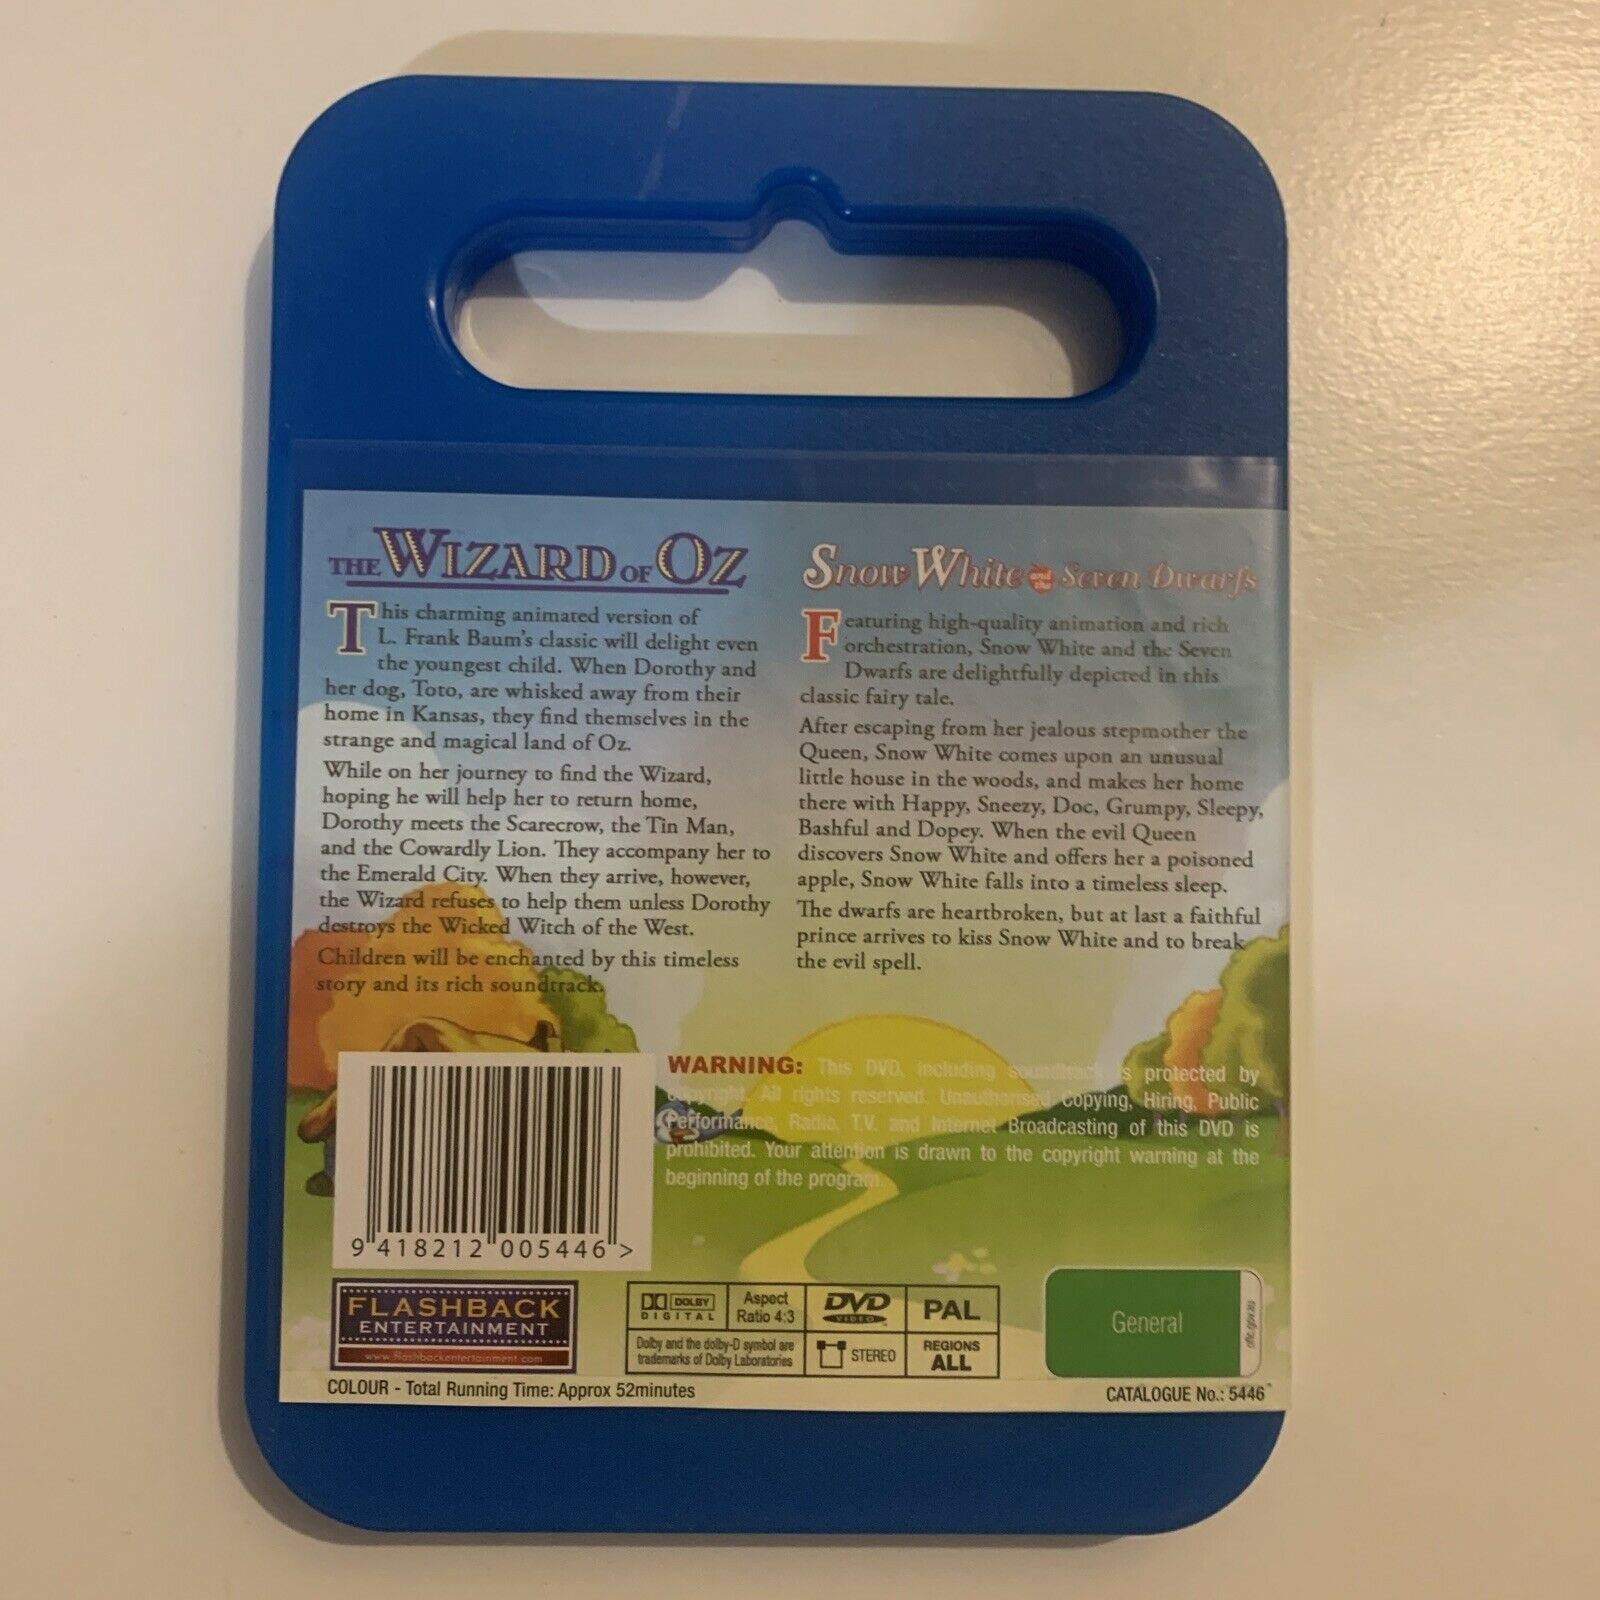 THE WIZARD OF OZ
This charming animated version of
L. Frank Baum's classic will delight even
the youngest child. When Dorothy and
her dog, Toto, are whisked away from their
home in Kansas, they find themselves in the
strange and magical land of Oz.
While on her journey to find the Wizard,
hoping he will help her to return home,
Dorothy meets the Scarecrow, the Tin Man,
and the Cowardly Lion. They accompany her to
the Emerald City. When they arrive, however,
the Wizard refuses to help them unless Dorothy
destroys the Wicked Witch of the West.
Children will be enchanted by this timeless
story and its rich soundtrack.
Snow White and the Seven Dwarfs
Featuring high-quality animation and rich
orchestration, Snow White and the Seven
Dwarfs are delightfully depicted in this
classic fairy tale.
After escaping from her jealous stepmother the
Queen, Snow White comes upon an unusual
little house in the woods, and makes her home
there with Happy, Sneezy, Doc, Grumpy, Sleepy,
Bashful and Dopey. When the evil Queen
discovers Snow White and offers her a poisoned
apple, Snow White falls into a timeless sleep.
The dwarfs are heartbroken, but at last a faithful
prince arrives to kiss Snow White and to break
the evil spell.
WARNING: This DVD, including soundtrack is protected by
copyright. All rights reserved. Unauthorised Copying, Hiring, Public
Performance, Radio, T.V. and Internet Broadcasting of this DVD is
prohibited. Your attention is drawn to the copyright warning at the
beginning of the program.
9 418212 005446 >
FLASHBACK
ENTERTAINMENT
www.flashbackentertainment.com
DOLBY
DIGITAL
Aspect
Ratio 4:3
DVD
VIDEO
PAL
Dolby and the dolby-D symbol are
trademarks of Dolby Laboratories
STEREO
REGIONS
ALL
General
oflc.gov.au
COLOUR - Total Running Time: Approx 52minutes
CATALOGUE No.: 5446